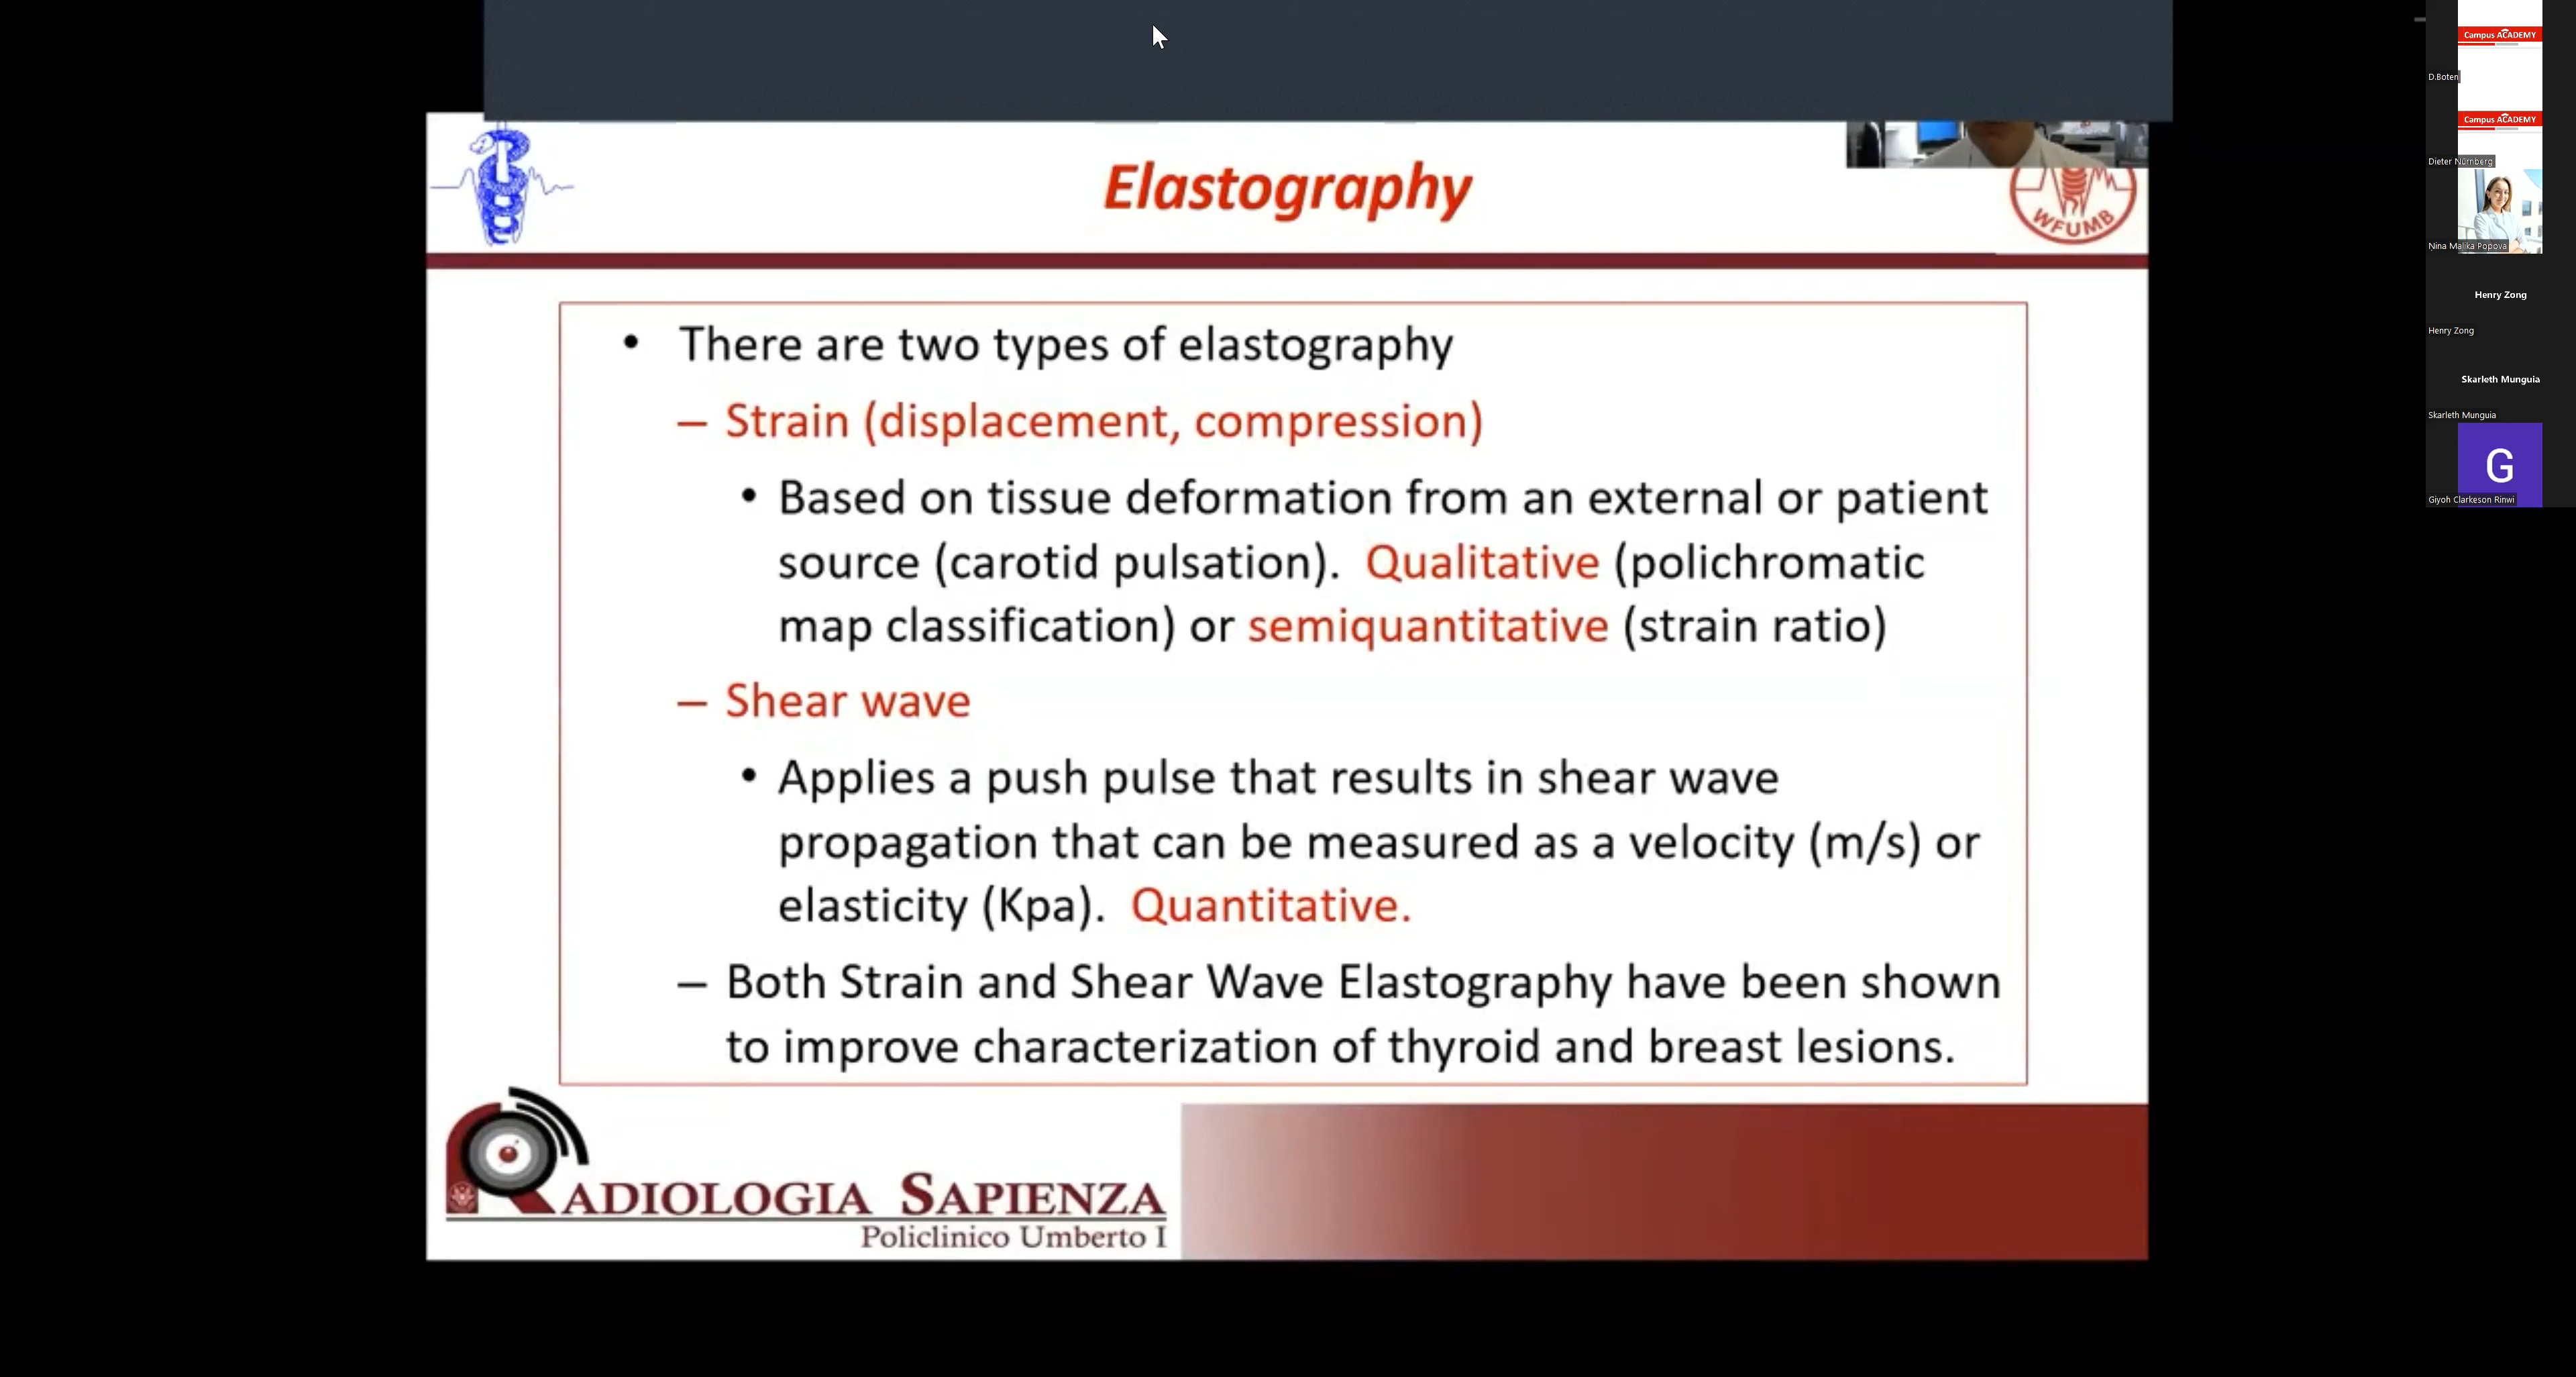 Elastography
WFUMB
• There are two types of elastography
– Strain (displacement, compression)
• Based on tissue deformation from an external or patient
source (carotid pulsation). Qualitative (polichromatic
map classification) or semiquantitative (strain ratio)
– Shear wave
• Applies a push pulse that results in shear wave
propagation that can be measured as a velocity (m/s) or
elasticity (Kpa). Quantitative.
– Both Strain and Shear Wave Elastography have been shown
to improve characterization of thyroid and breast lesions.
RADIOLOGIA SAPIENZA
Policlinico Umberto I
Campus ACADEMY
D.Boten
Campus ACADEMY
Dieter Nürnberg
Nina Malika Popova
Henry Zong
Henry Zong
Skarleth Munguia
Skarleth Munguia
G
Giyoh Clarkeson Rinwi